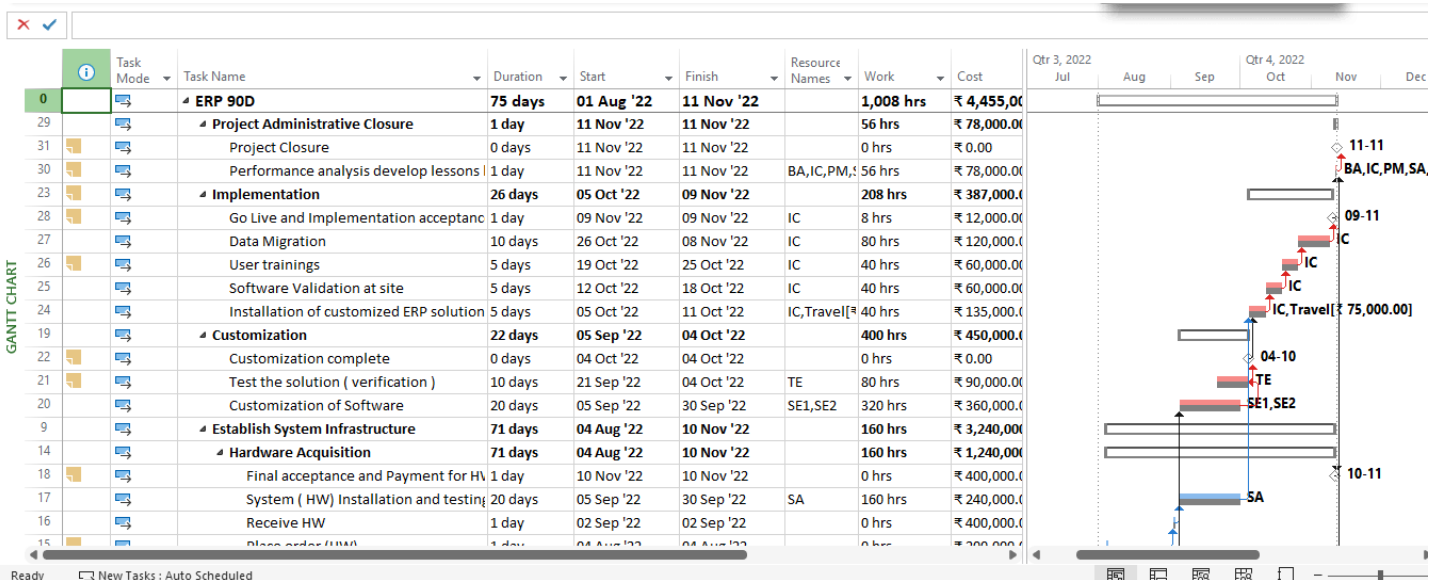 Task Mode Task Name Duration Start Finish Resource Names Work Cost Qtr 3, 2022 Qtr 4, 2022
Jul Aug Sep Oct Nov Dec
0 ERP 90D 75 days 01 Aug '22 11 Nov '22 1,008 hrs ₹ 4,455,00
29 Project Administrative Closure 1 day 11 Nov '22 11 Nov '22 56 hrs ₹ 78,000.0
31 Project Closure 0 days 11 Nov '22 11 Nov '22 0 hrs ₹ 0.00 11-11
30 Performance analysis develop lessons 1 day 11 Nov '22 11 Nov '22 BA,IC,PM, 56 hrs ₹ 78,000.0 BA,IC,PM,SA,
23 Implementation 26 days 05 Oct '22 09 Nov '22 208 hrs ₹ 387,000.
28 Go Live and Implementation acceptanc 1 day 09 Nov '22 09 Nov '22 IC 8 hrs ₹ 12,000.0 09-11
27 Data Migration 10 days 26 Oct '22 08 Nov '22 IC 80 hrs ₹ 120,000. IC
26 User trainings 5 days 19 Oct '22 25 Oct '22 IC 40 hrs ₹ 60,000.0 IC
25 Software Validation at site 5 days 12 Oct '22 18 Oct '22 IC 40 hrs ₹ 60,000.0 IC
24 Installation of customized ERP solution 5 days 05 Oct '22 11 Oct '22 IC,Travel[₹ 40 hrs ₹ 135,000. IC,Travel[₹ 75,000.00]
19 Customization 22 days 05 Sep '22 04 Oct '22 400 hrs ₹ 450,000.
22 Customization complete 0 days 04 Oct '22 04 Oct '22 0 hrs ₹ 0.00 04-10
21 Test the solution ( verification ) 10 days 21 Sep '22 04 Oct '22 TE 80 hrs ₹ 90,000.0 TE
20 Customization of Software 20 days 05 Sep '22 30 Sep '22 SE1,SE2 320 hrs ₹ 360,000. SE1,SE2
9 Establish System Infrastructure 71 days 04 Aug '22 10 Nov '22 160 hrs ₹ 3,240,00
14 Hardware Acquisition 71 days 04 Aug '22 10 Nov '22 160 hrs ₹ 1,240,00
18 Final acceptance and Payment for HV 1 day 10 Nov '22 10 Nov '22 0 hrs ₹ 400,000. 10-11
17 System ( HW) Installation and testing 20 days 05 Sep '22 30 Sep '22 SA 160 hrs ₹ 240,000. SA
16 Receive HW 1 day 02 Sep '22 02 Sep '22 0 hrs ₹ 400,000.
15 Place order (HW) 1 day 04 Aug '22 04 Aug '22 0 hrs
GANTT CHART
Ready New Tasks : Auto Scheduled